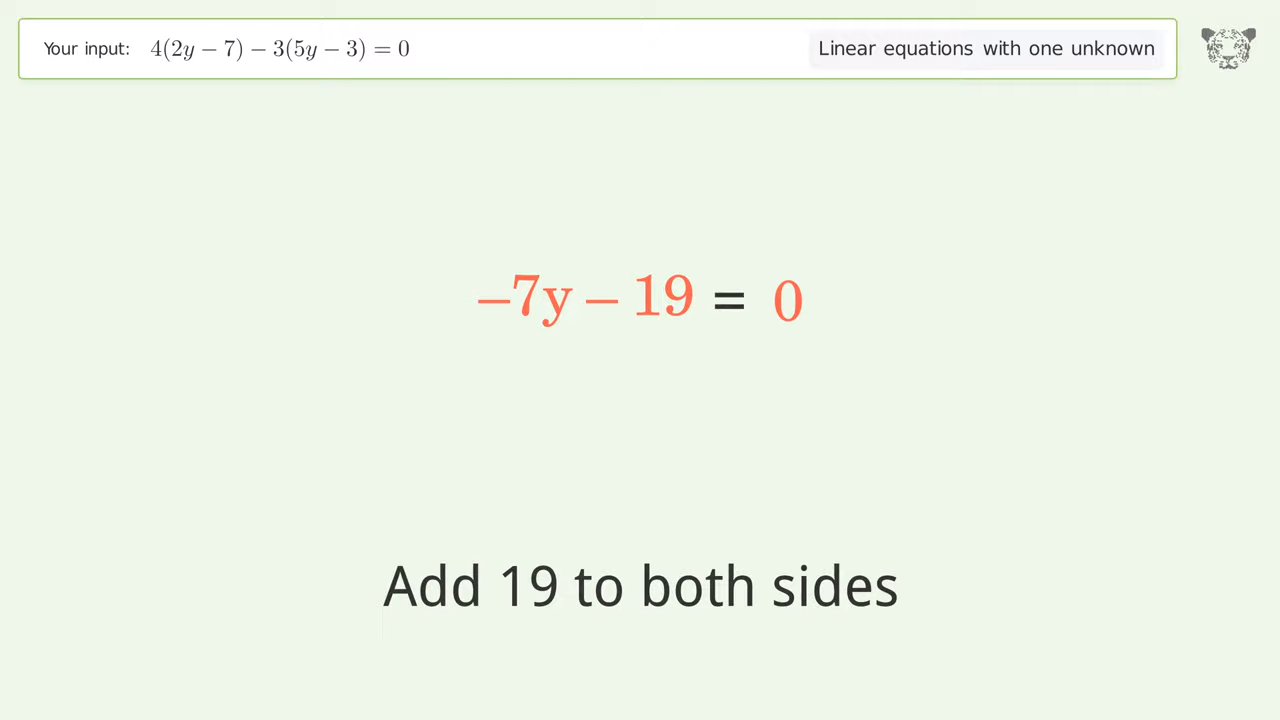 Your input: 4(2y − 7) − 3(5y − 3) = 0 Linear equations with one unknown
−7y − 19 = 0
Add 19 to both sides